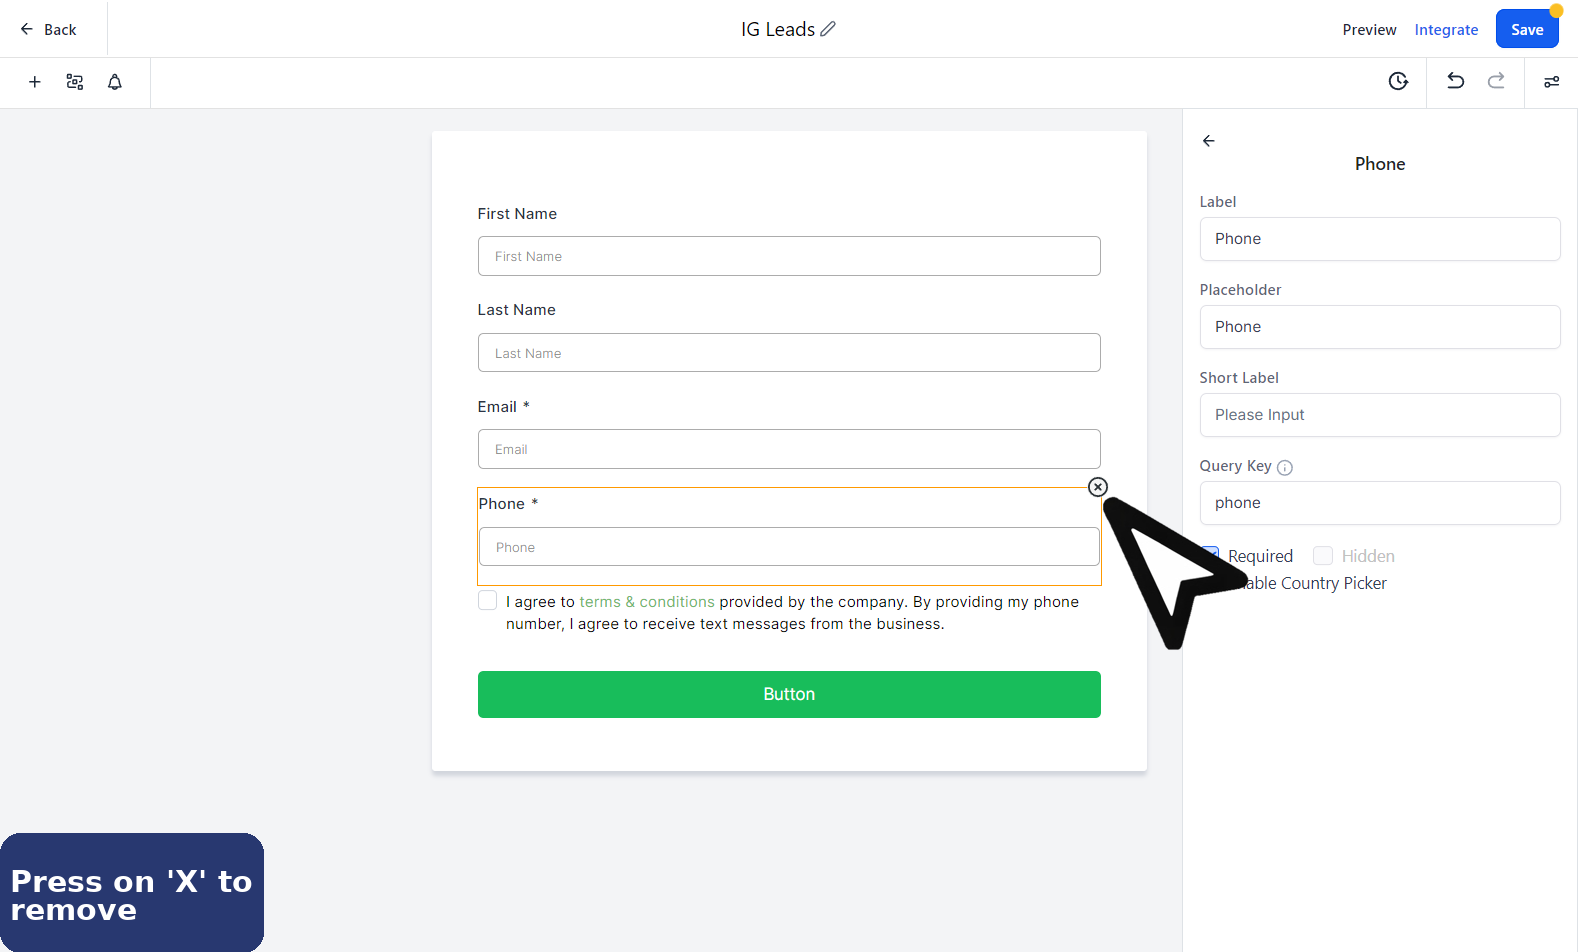 Back
IG Leads
Preview
Integrate
Save
First Name
First Name
Last Name
Last Name
Email *
Email
Phone *
Phone
I agree to terms & conditions provided by the company. By providing my phone
number, I agree to receive text messages from the business.
Button
Phone
Label
Phone
Placeholder
Phone
Short Label
Please Input
Query Key
phone
Required
Hidden
Country Picker
Press on 'X' to
remove